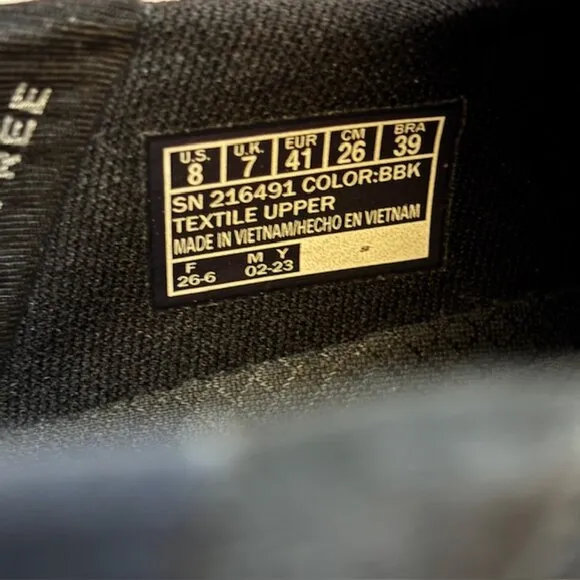 REE
U.S. U.K. EUR CM BRA
8 7 41 26 39
SN 216491 COLOR:BBK
TEXTILE UPPER
MADE IN VIETNAM/HECHO EN VIETNAM
F M Y
26-6 02-23